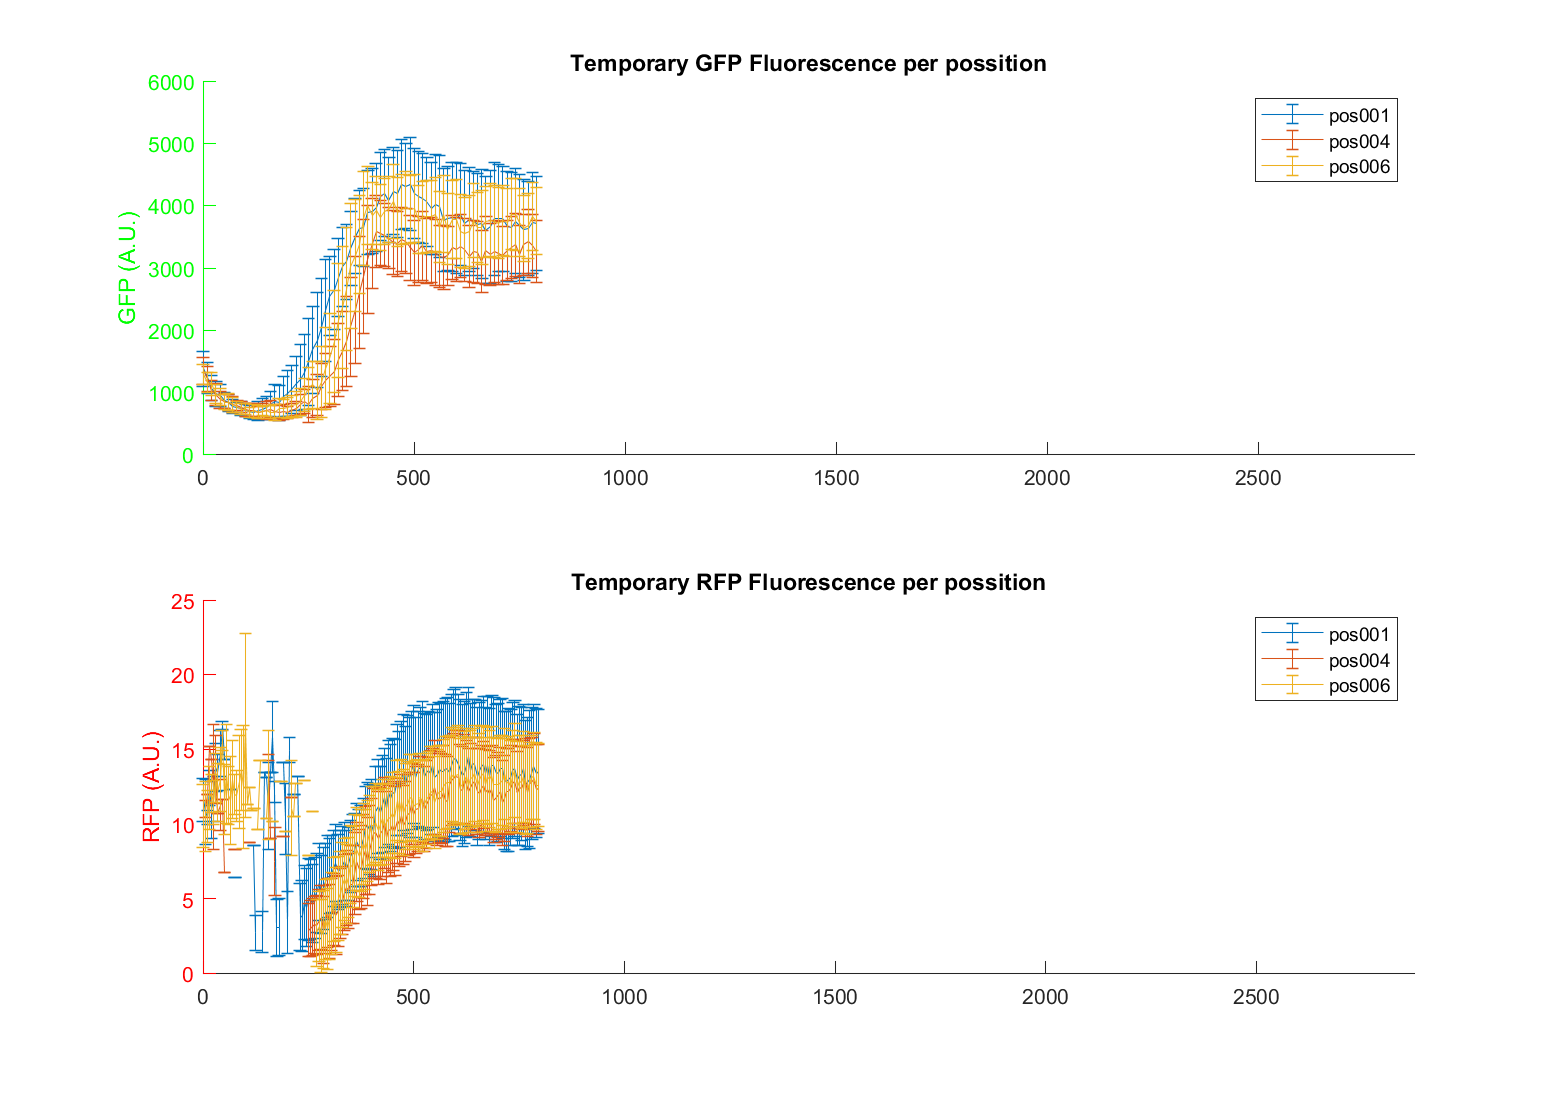 Temporary GFP Fluorescence per possition
6000
5000
4000
3000
2000
1000
0
GFP (A.U.)
pos001
pos004
pos006
0 500 1000 1500 2000 2500
Temporary RFP Fluorescence per possition
25
20
15
10
5
0
RFP (A.U.)
pos001
pos004
pos006
0 500 1000 1500 2000 2500